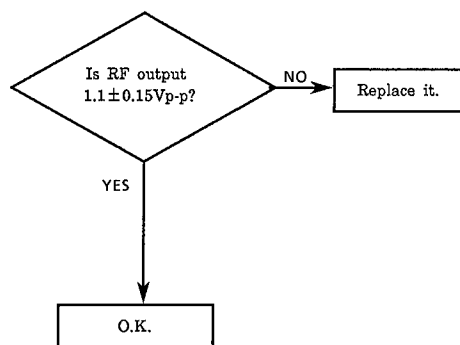 Is RF output
1.1±0.15Vp-p?
NO
Replace it.
YES
O.K.